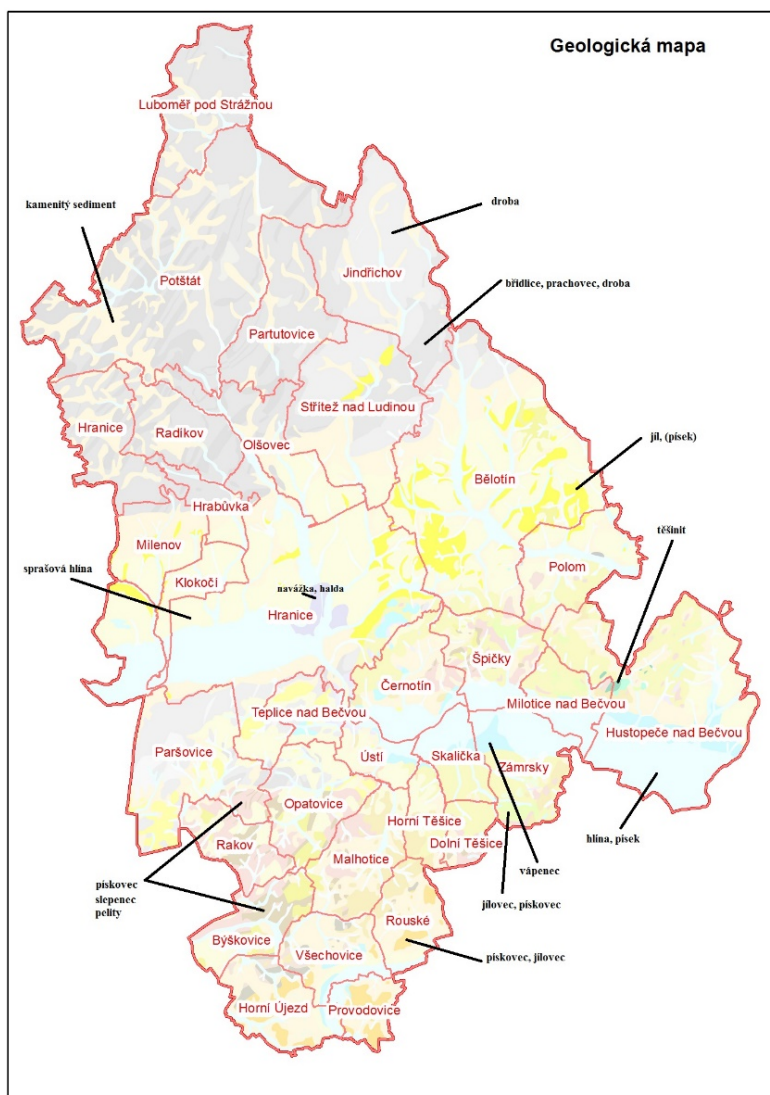 Geologická mapa
Luboměř pod Strážnou
kamenitý sediment
droba
Potštát
Jindřichov
břidlice, prachovec, droba
Partutovice
Střítež nad Ludinou
Hranice
Radíkov
Olšovec
jíl, (písek)
Bělotín
Hrabůvka
Milenov
těšinit
sprašová hlína
Klokočí
Polom
navážka, halda
Hranice
Špičky
Černotín
Milotice nad Bečvou
Teplice nad Bečvou
Hustopeče nad Bečvou
Paršovice
Ústí
Skalička
Zámrsky
Opatovice
Horní Těšice
Rakov
Dolní Těšice
hlína, písek
Malhotice
vápenec
pískovec
slepenec
pelity
jílovec, pískovec
Rouské
Býškovice
Všechovice
pískovec, jílovec
Horní Újezd
Provodovice